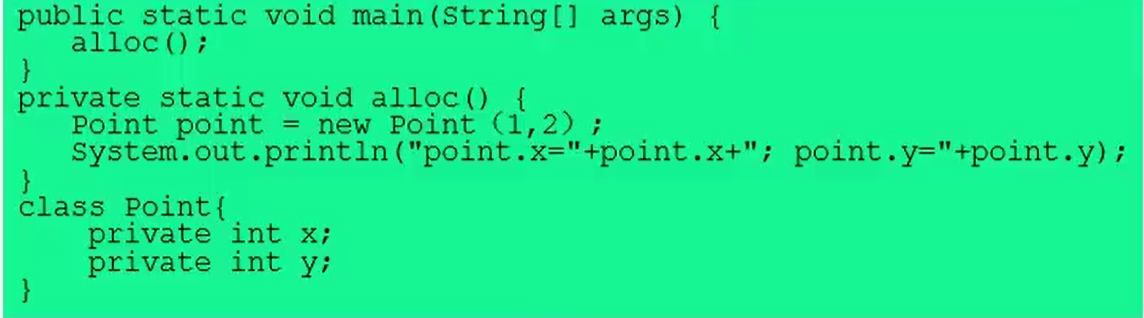 public static void main(String[] args) {
alloc();
}
private static void alloc() {
Point point = new Point (1,2) ;
System.out.println("point.x="+point.x+"; point.y="+point.y);
}
class Point{
private int x;
private int y;
}